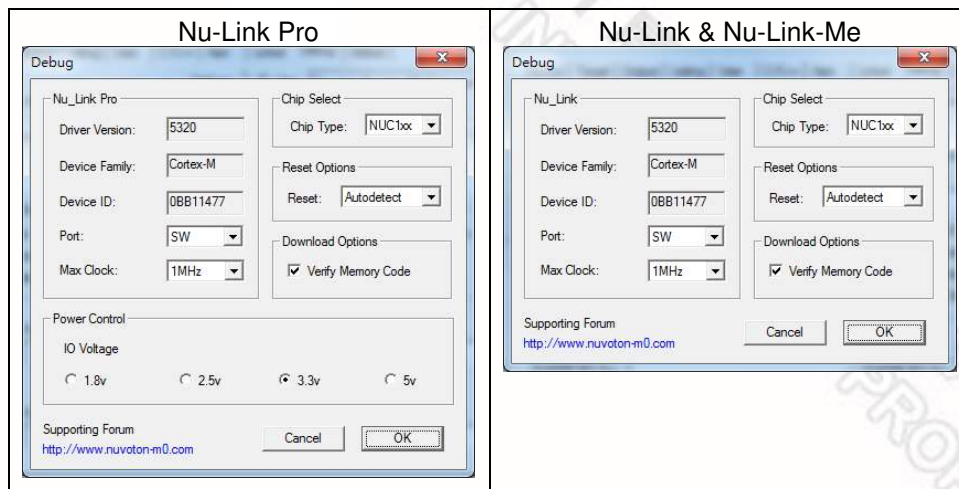 Nu-Link Pro
Debug
Nu_Link Pro
Driver Version: 5320
Device Family: Cortex-M
Device ID: 0BB11477
Port: SW
Max Clock: 1MHz
Chip Select
Chip Type: NUC1xx
Reset Options
Reset: Autodetect
Download Options
Verify Memory Code
Power Control
IO Voltage
1.8v 2.5v 3.3v 5v
Supporting Forum
http://www.nuvoton-m0.com
Cancel OK
Nu-Link & Nu-Link-Me
Debug
Nu_Link
Driver Version: 5320
Device Family: Cortex-M
Device ID: 0BB11477
Port: SW
Max Clock: 1MHz
Chip Select
Chip Type: NUC1xx
Reset Options
Reset: Autodetect
Download Options
Verify Memory Code
Supporting Forum
http://www.nuvoton-m0.com
Cancel OK